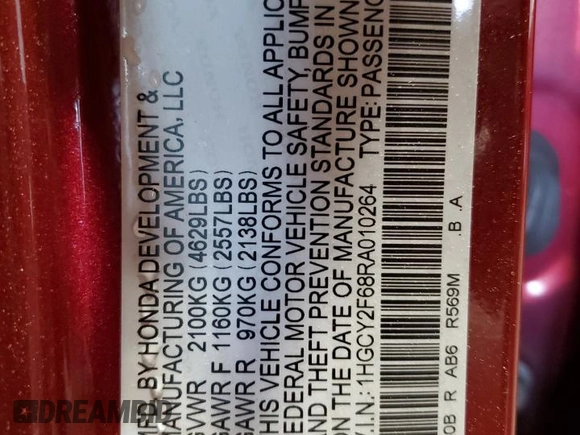 BY HONDA DEVELOPMENT &
MANUFACTURING OF AMERICA, LLC
GVWR 2100KG (4629LBS)
GAWR F 1160KG (2557LBS)
GAWR R 970KG (2138LBS)
THIS VEHICLE CONFORMS TO ALL APPLIC
FEDERAL MOTOR VEHICLE SAFETY, BUMP
AND THEFT PREVENTION STANDARDS IN
ON THE DATE OF MANUFACTURE SHOWN
V.I.N.: 1HGCY2F68RA010264 TYPE: PASSENG
0B R AB6 R569M B .A
DREAMBID